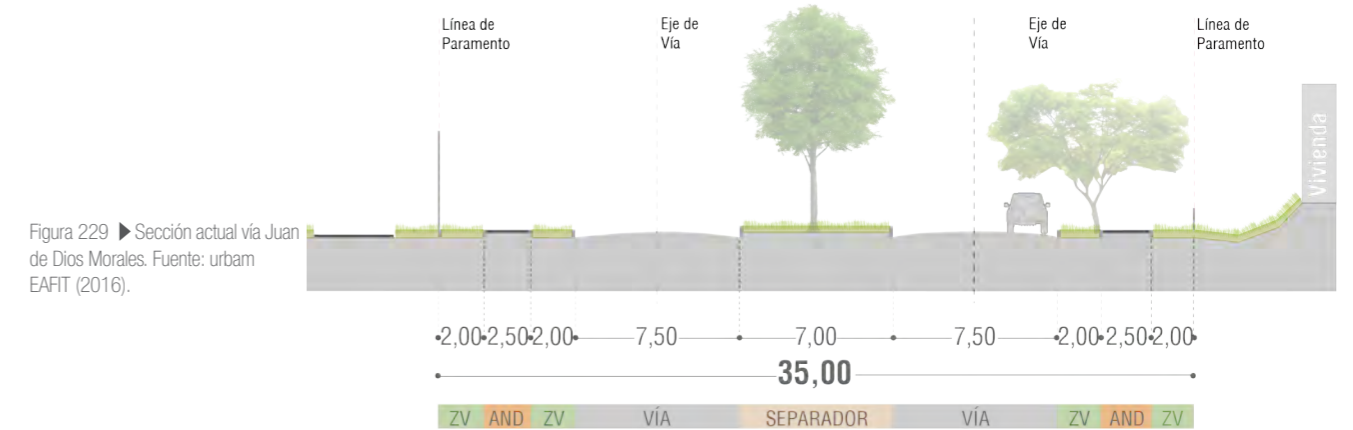 Línea de
Paramento
Eje de
Vía
Eje de
Vía
Línea de
Paramento
Vivienda
Figura 229 ▶ Sección actual vía Juan
de Dios Morales. Fuente: urbam
EAFIT (2016).
2,00 2,50 2,00 7,50 7,00 7,50 2,00 2,50 2,00
35,00
ZV AND ZV VÍA SEPARADOR VÍA ZV AND ZV